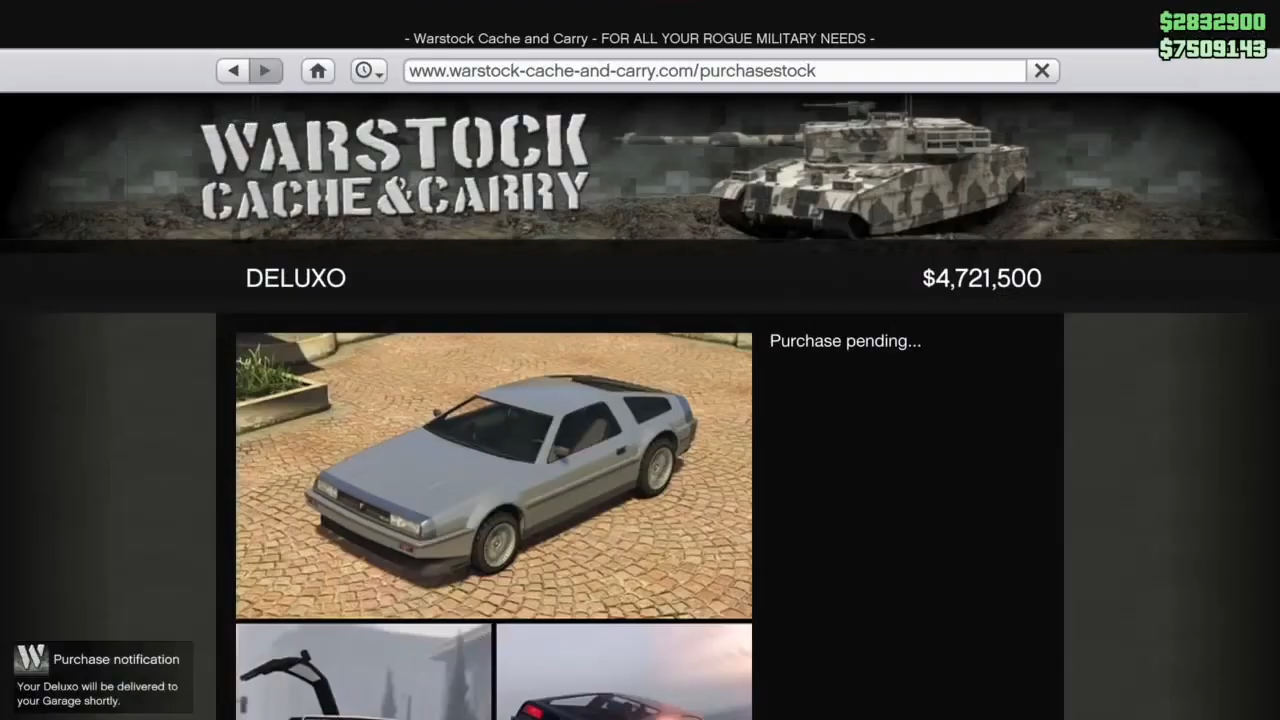 $2832900
- Warstock Cache and Carry - FOR ALL YOUR ROGUE MILITARY NEEDS -
$7509143
www.warstock-cache-and-carry.com/purchasestock
WARSTOCK
CACHE&CARRY
DELUXO
$4,721,500
Purchase pending...
W
Purchase notification
Your Deluxo will be delivered to
your Garage shortly.